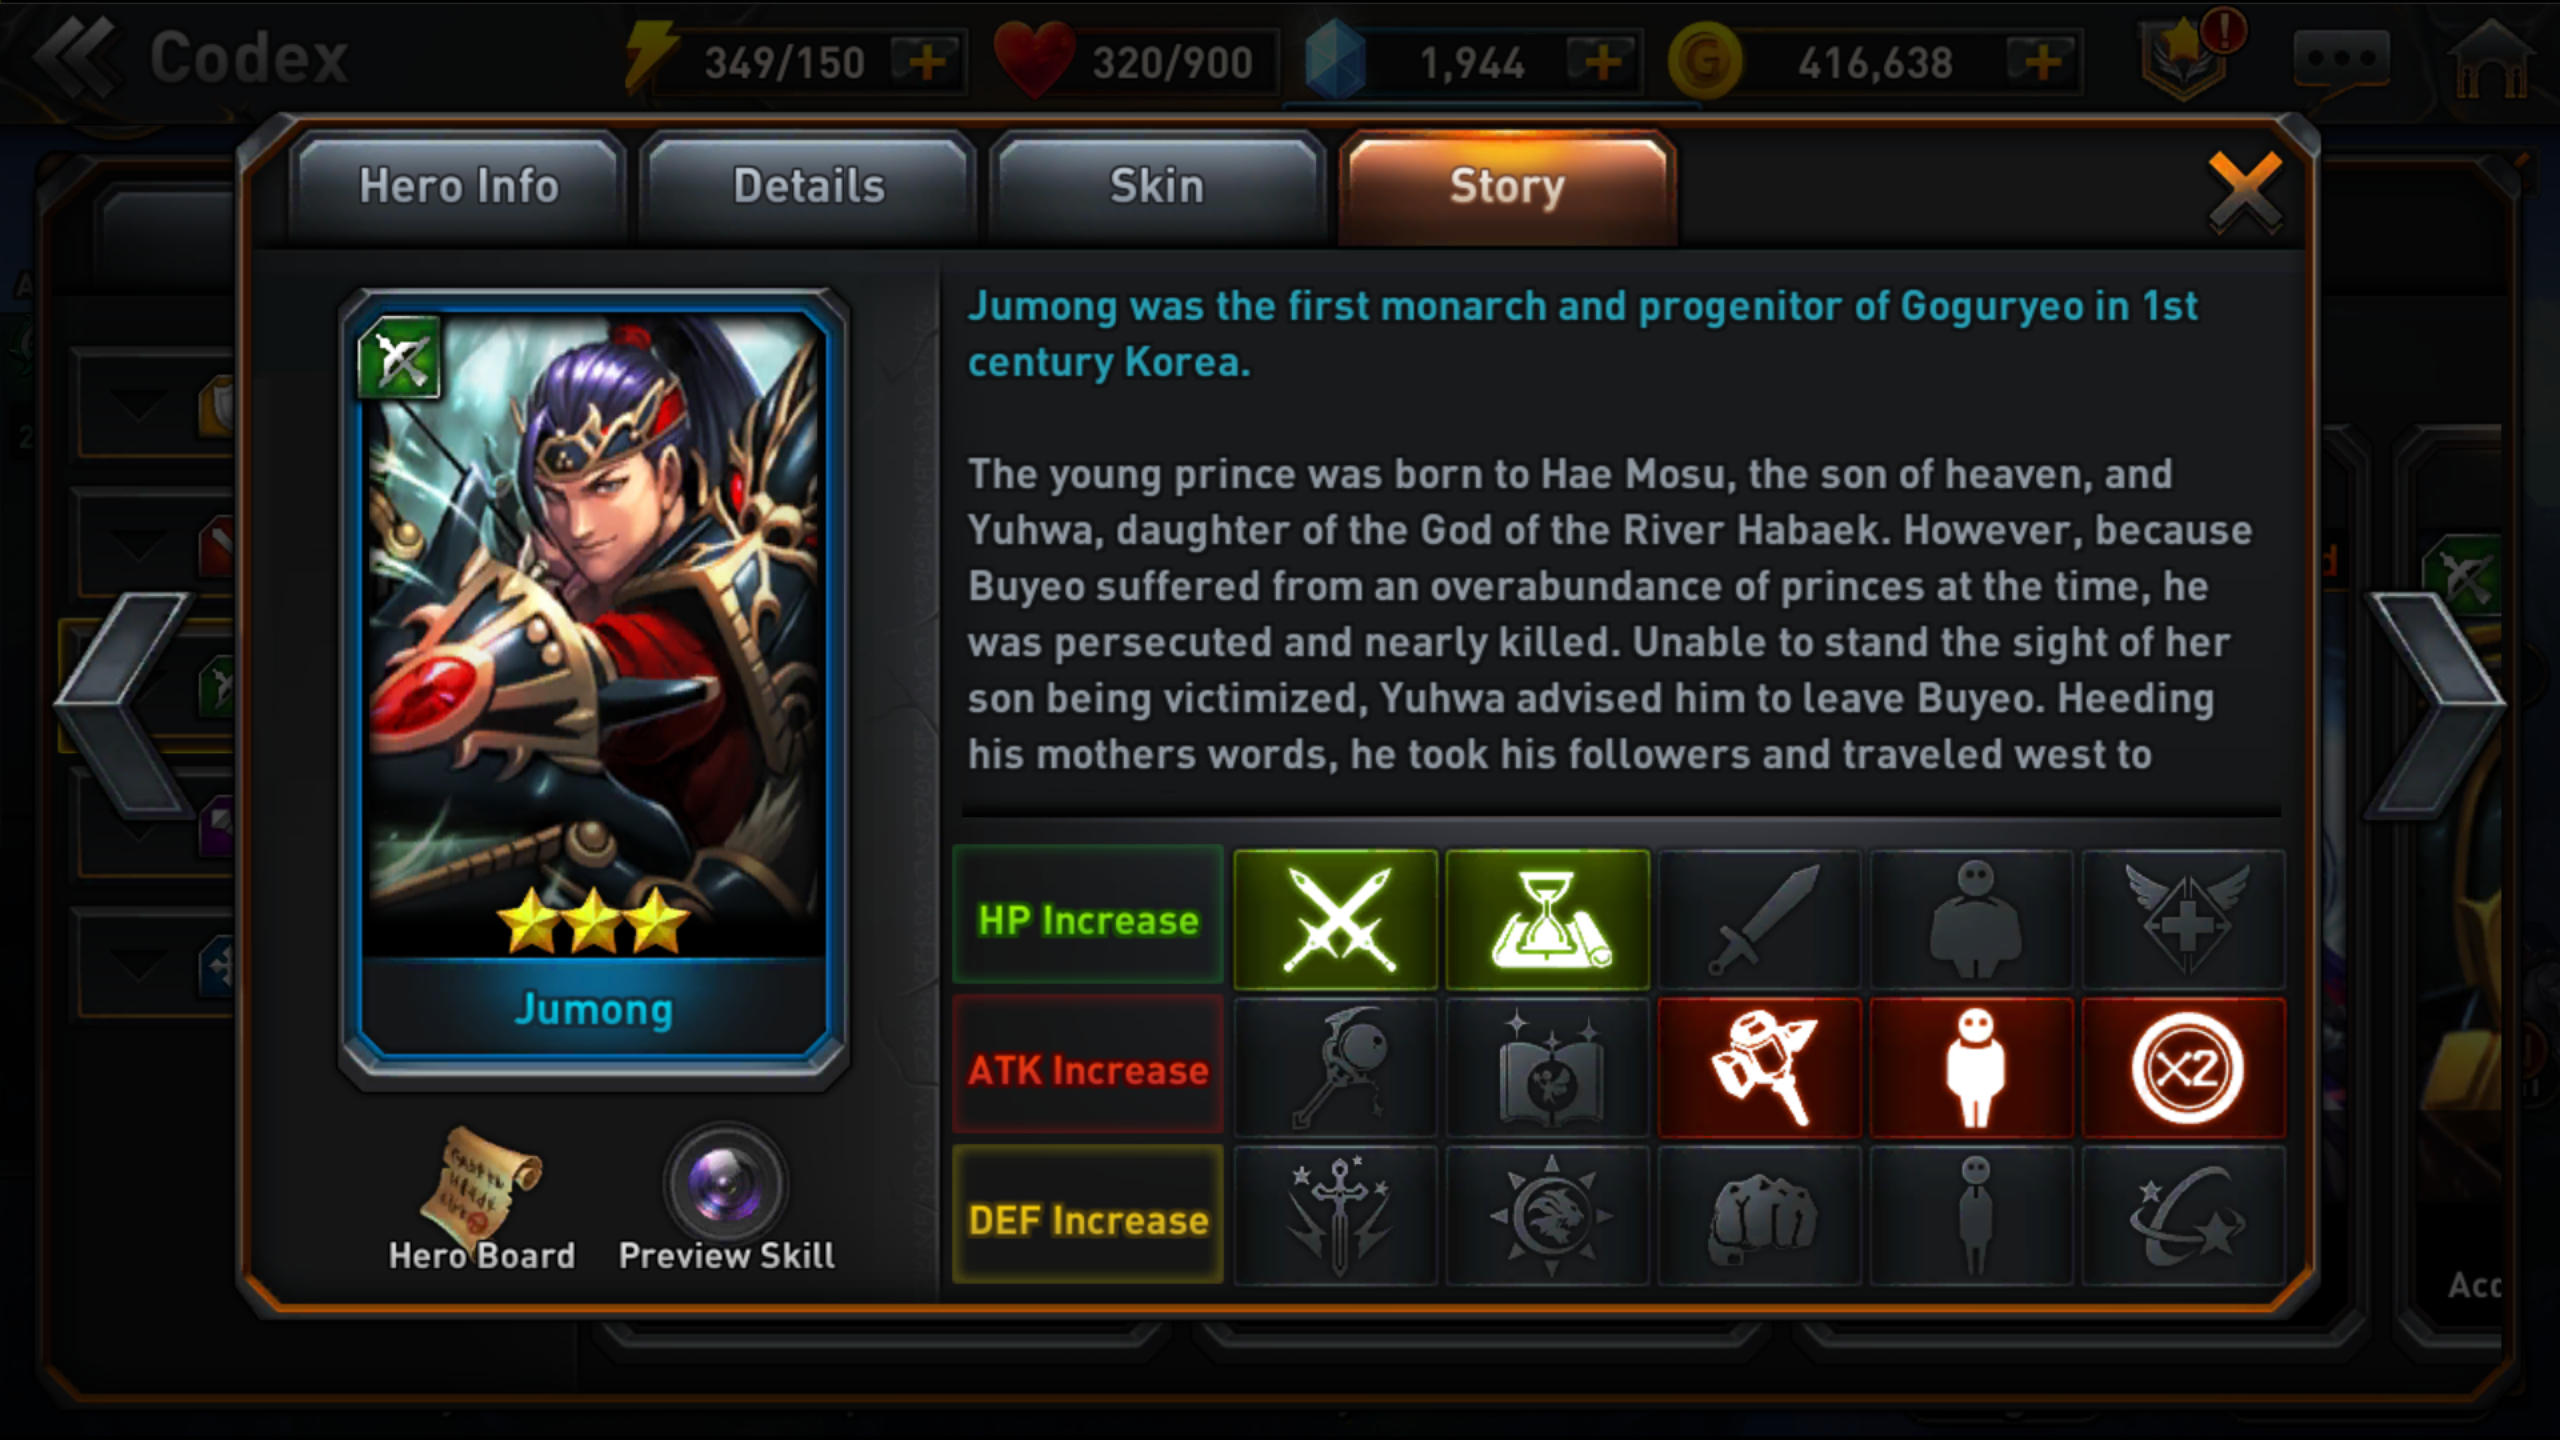 Codex
349/150
320/900
1,944
416,638
Hero Info
Details
Skin
Story
Jumong was the first monarch and progenitor of Goguryeo in 1st
century Korea.
The young prince was born to Hae Mosu, the son of heaven, and
Yuhwa, daughter of the God of the River Habaek. However, because
Buyeo suffered from an overabundance of princes at the time, he
was persecuted and nearly killed. Unable to stand the sight of her
son being victimized, Yuhwa advised him to leave Buyeo. Heeding
his mothers words, he took his followers and traveled west to
Jumong
Hero Board
Preview Skill
HP Increase
ATK Increase
X2
DEF Increase